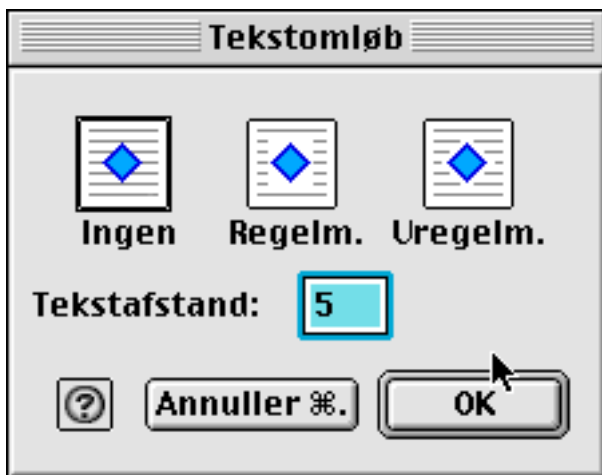 Tekstomløb
Ingen Regelm. Uregelm.
Tekstafstand: 5
? Annuller ⌘. OK